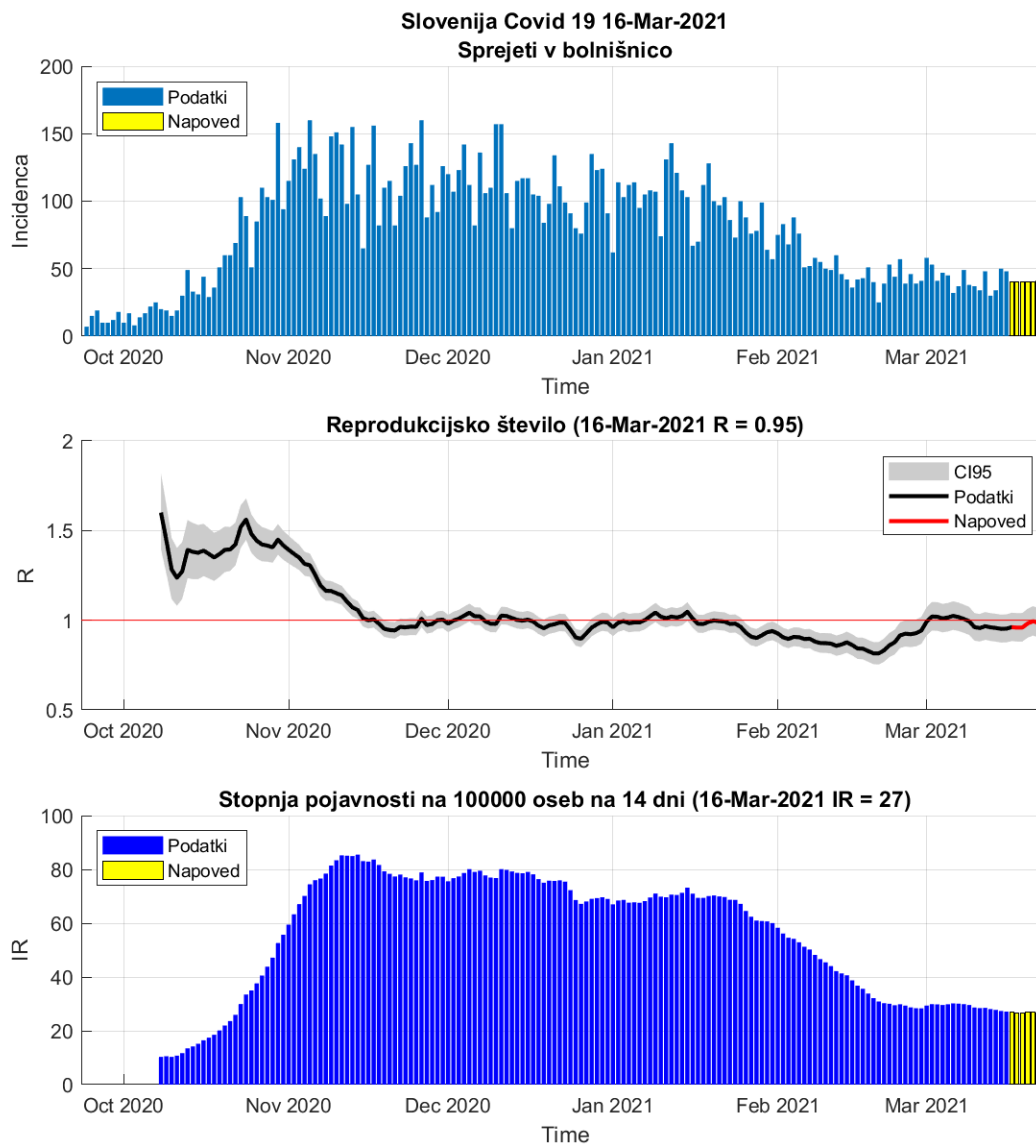 Slovenija Covid 19 16-Mar-2021
Sprejeti v bolnišnico
200
150
100
50
0
Incidenca
Podatki
Napoved
Oct 2020 Nov 2020 Dec 2020 Jan 2021 Feb 2021 Mar 2021
Time
Reprodukcijsko število (16-Mar-2021 R = 0.95)
2
1.5
1
0.5
R
CI95
Podatki
Napoved
Oct 2020 Nov 2020 Dec 2020 Jan 2021 Feb 2021 Mar 2021
Time
Stopnja pojavnosti na 100000 oseb na 14 dni (16-Mar-2021 IR = 27)
100
80
60
40
20
0
IR
Podatki
Napoved
Oct 2020 Nov 2020 Dec 2020 Jan 2021 Feb 2021 Mar 2021
Time